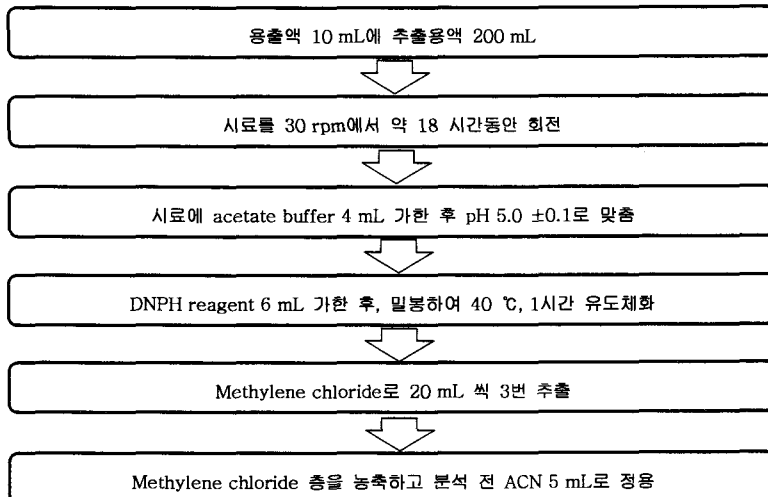 용출액 10 mL에 추출용액 200 mL
시료를 30 rpm에서 약 18 시간동안 회전
시료에 acetate buffer 4 mL 가한 후 pH 5.0 ±0.1로 맞춤
DNPH reagent 6 mL 가한 후, 밀봉하여 40 ℃, 1시간 유도체화
Methylene chloride로 20 mL 씩 3번 추출
Methylene chloride 층을 농축하고 분석 전 ACN 5 mL로 정용